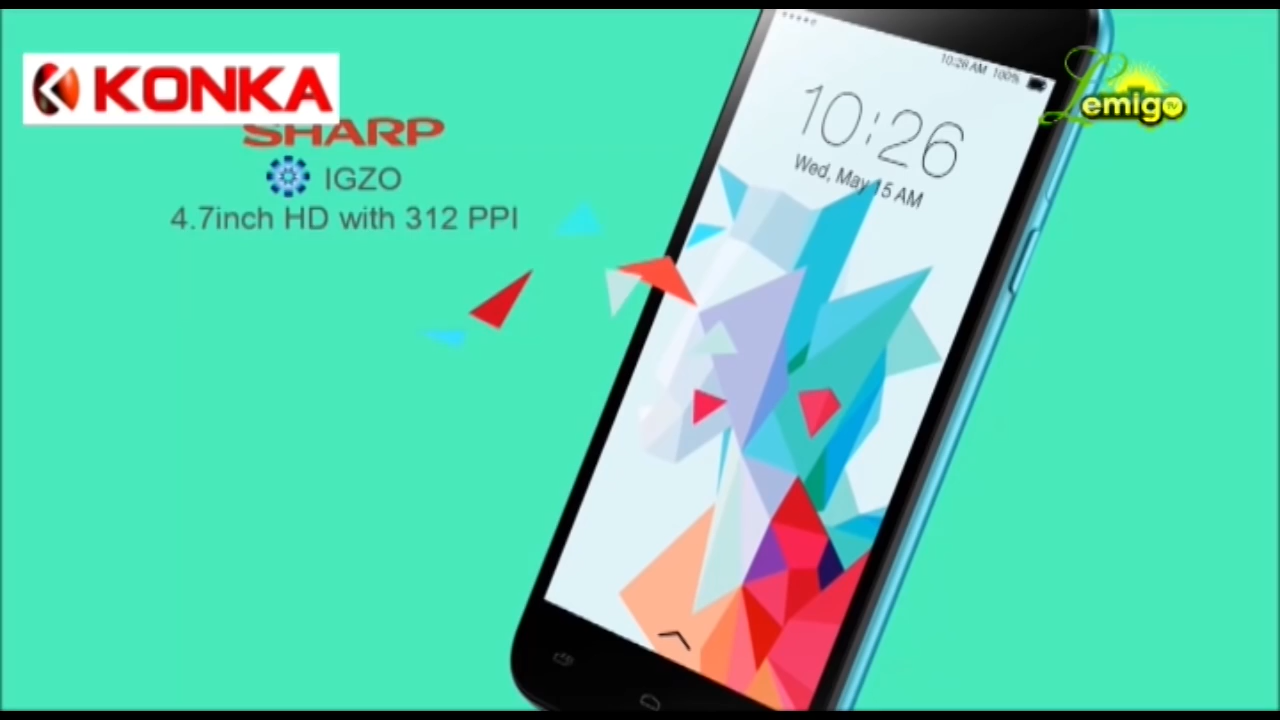 KONKA
SHARP
IGZO
4.7inch HD with 312 PPI
10:26 AM 100%
10:26
Wed, May 15 AM
Lemigo TV